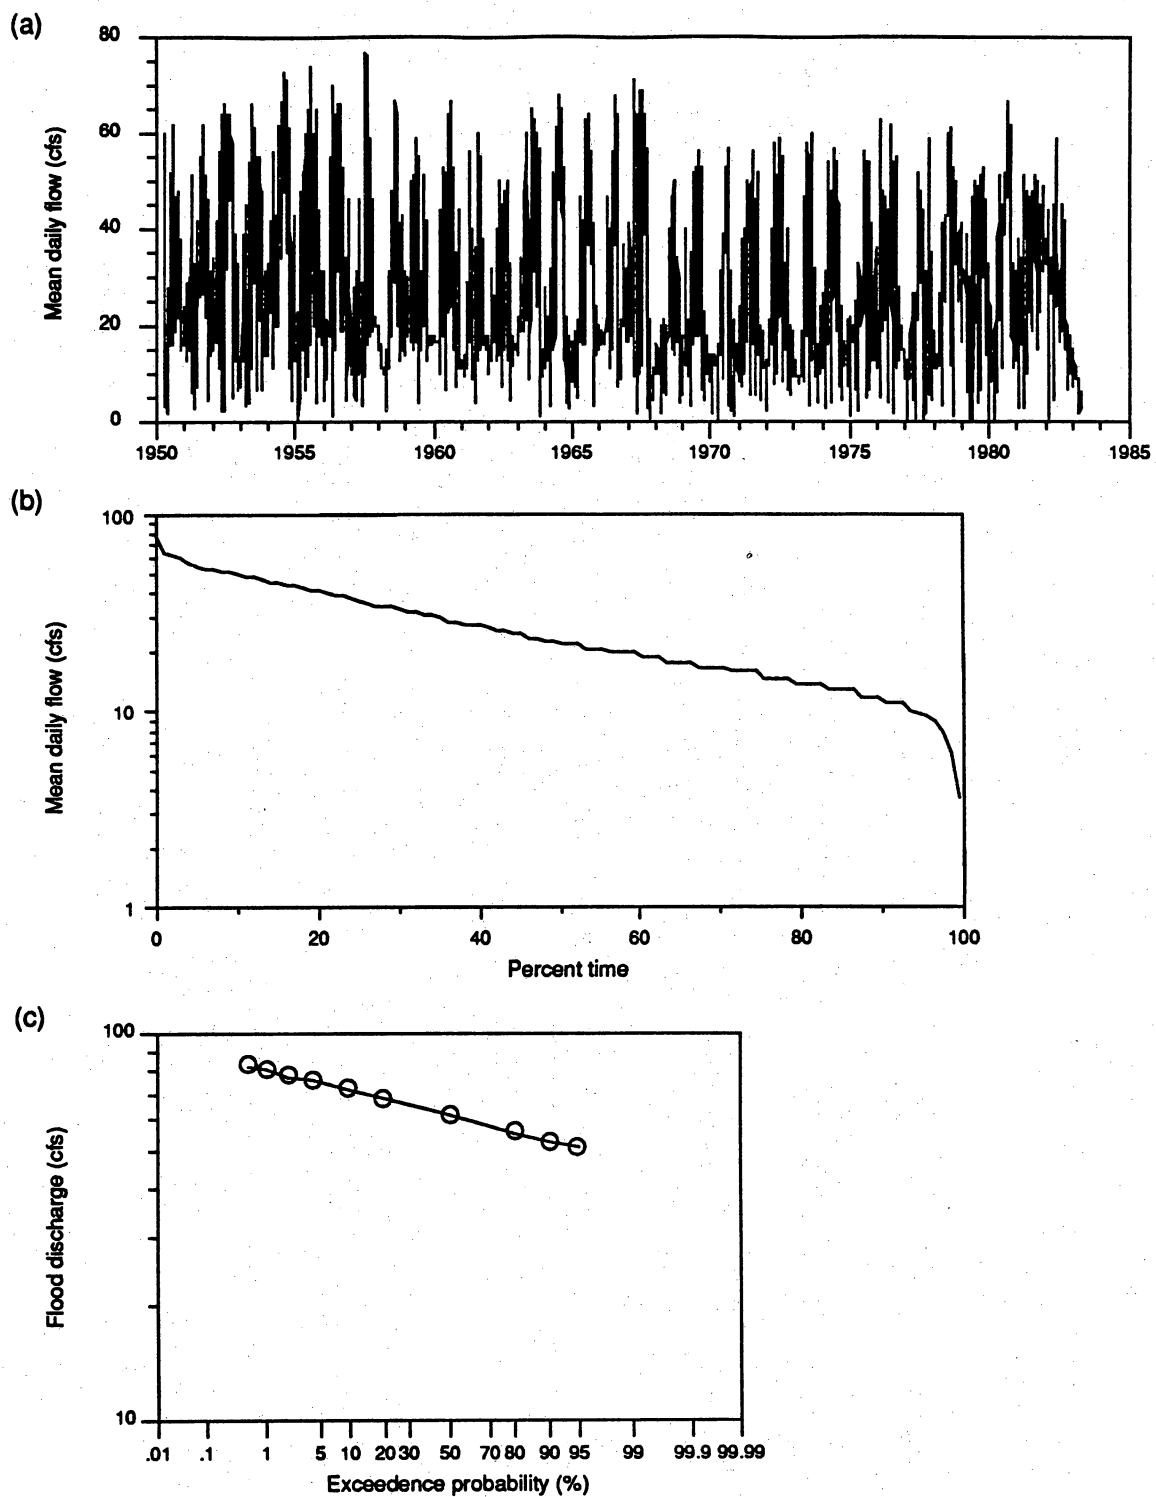 (a)
80
60
40
20
0
Mean daily flow (cfs)
1950 1955 1960 1965 1970 1975 1980 1985
(b)
100
10
1
Mean daily flow (cfs)
0 20 40 60 80 100
Percent time
(c)
100
10
Flood discharge (cfs)
.01 .1 1 5 10 20 30 50 70 80 90 95 99 99.9 99.99
Exceedence probability (%)